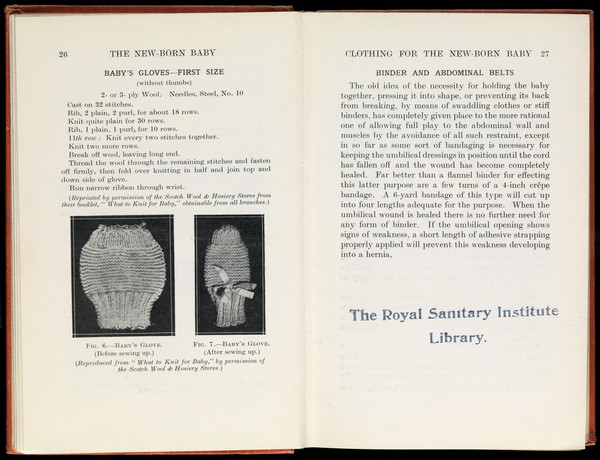 26 THE NEW-BORN BABY
BABY'S GLOVES—FIRST SIZE
(without thumbs)
2- or 3- ply Wool. Needles, Steel, No. 10
Cast on 32 stitches.
Rib, 2 plain, 2 purl, for about 18 rows.
Knit quite plain for 30 rows.
Rib, 1 plain, 1 purl, for 10 rows.
11th row: Knit every two stitches together.
Knit two more rows.
Break off wool, leaving long end.
Thread the wool through the remaining stitches and fasten
off firmly, then fold over knitting in half and join top and
down side of glove.
Run narrow ribbon through wrist.
(Reprinted by permission of the Scotch Wool & Hosiery Stores from
their booklet, "What to Knit for Baby," obtainable from all branches.)
FIG. 6.—BABY'S GLOVE.
(Before sewing up.)
FIG. 7.—BABY'S GLOVE.
(After sewing up.)
(Reproduced from "What to Knit for Baby," by permission of
the Scotch Wool & Hosiery Stores.)
CLOTHING FOR THE NEW-BORN BABY 27
BINDER AND ABDOMINAL BELTS
The old idea of the necessity for holding the baby
together, pressing it into shape, or preventing its back
from breaking, by means of swaddling clothes or stiff
binders, has completely given place to the more rational
one of allowing full play to the abdominal wall and
muscles by the avoidance of all such restraint, except
in so far as some sort of bandaging is necessary for
keeping the umbilical dressings in position until the cord
has fallen off and the wound has become completely
healed. Far better than a flannel binder for effecting
this latter purpose are a few turns of a 4-inch crêpe
bandage. A 6-yard bandage of this type will cut up
into four lengths adequate for the purpose. When the
umbilical wound is healed there is no further need for
any form of binder. If the umbilical opening shows
signs of weakness, a short length of adhesive strapping
properly applied will prevent this weakness developing
into a hernia.
The Royal Sanitary Institute
Library.